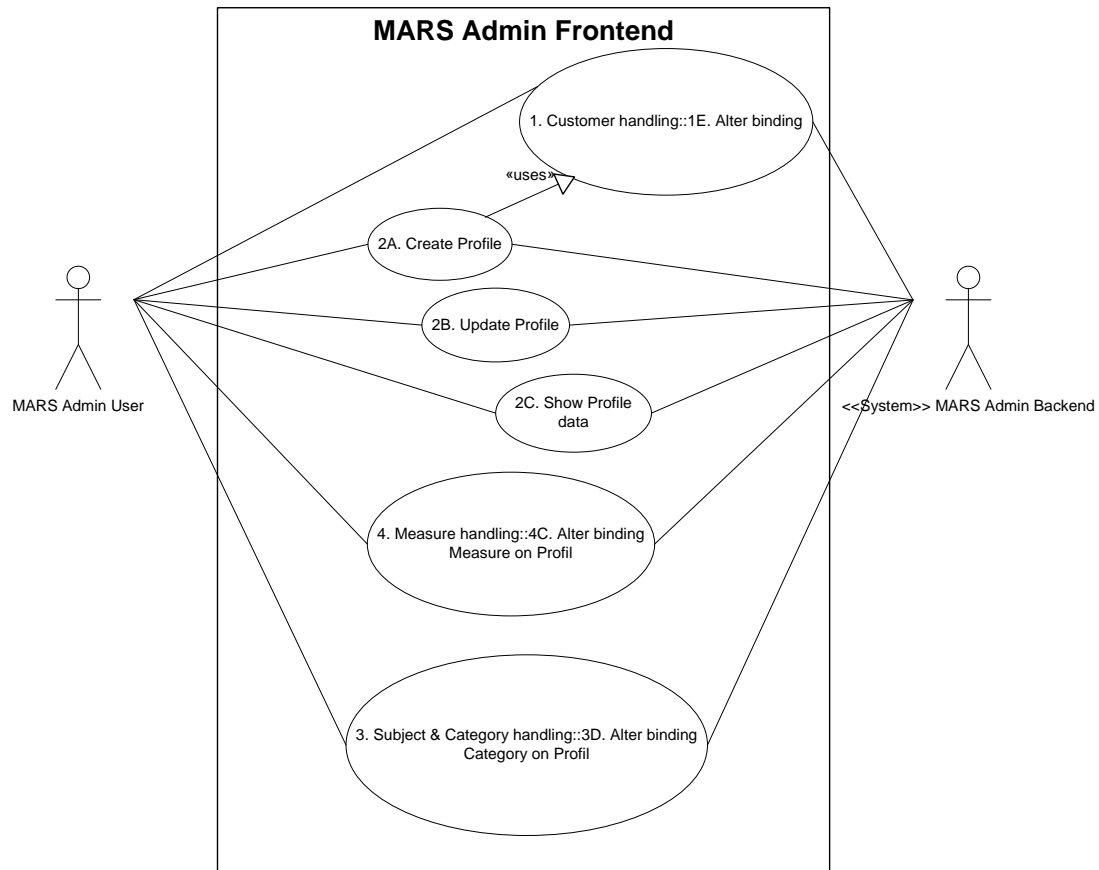 MARS Admin Frontend
1. Customer handling::1E. Alter binding
«uses»
2A. Create Profile
2B. Update Profile
MARS Admin User
2C. Show Profile
data
<<System>> MARS Admin Backend
4. Measure handling::4C. Alter binding
Measure on Profil
3. Subject & Category handling::3D. Alter binding
Category on Profil